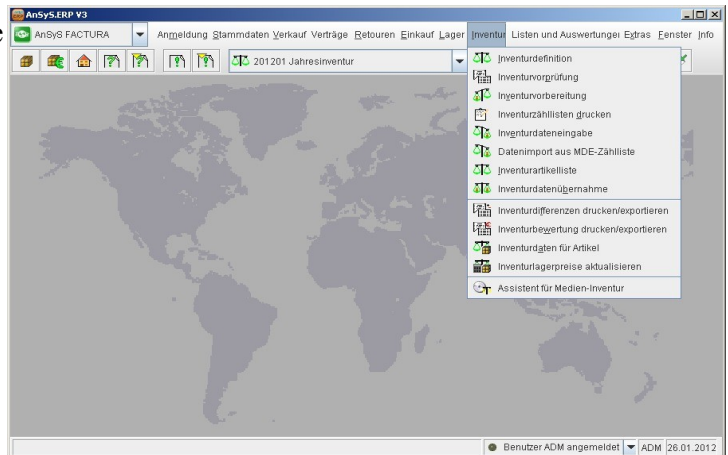 e
AnSyS.ERP V3
AnSyS FACTURA
Anmeldung Stammdaten Verkauf Verträge Retouren Einkauf Lager Inventur Listen und Auswertungen Extras Fenster Info
201201 Jahresinventur
Inventurdefinition
Inventurvorprüfung
Inventurvorbereitung
Inventurzähllisten drucken
Inventurdateneingabe
Datenimport aus MDE-Zählliste
Inventurartikelliste
Inventurdatenübernahme
Inventurdifferenzen drucken/exportieren
Inventurbewertung drucken/exportieren
Inventurdaten für Artikel
Inventurlagerpreise aktualisieren
Assistent für Medien-Inventur
Benutzer ADM angemeldet ADM 26.01.2012